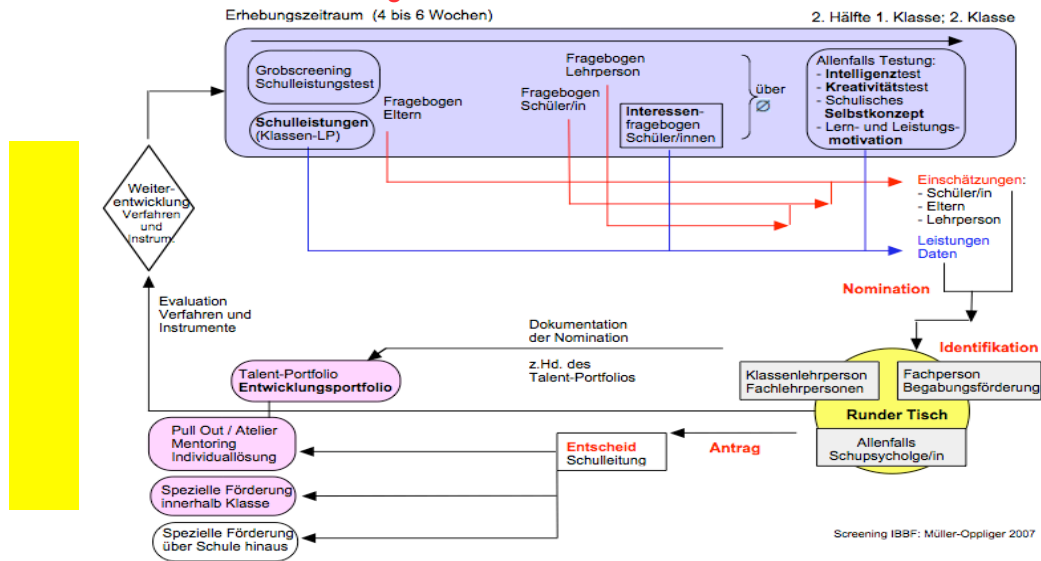 Erhebungszeitraum (4 bis 6 Wochen)
2. Hälfte 1. Klasse; 2. Klasse
Grobscreening
Schulleistungstest
Schulleistungen
(Klassen-LP)
Fragebogen
Eltern
Fragebogen
Lehrperson
Fragebogen
Schüler/in
Interessen-
fragebogen
Schüler/innen
über
Ø
Allenfalls Testung:
- Intelligenztest
- Kreativitätstest
- Schulisches
Selbstkonzept
- Lern- und Leistungs-
motivation
Weiter-
entwicklung
Verfahren
und
Instrum.
Einschätzungen:
- Schüler/in
- Eltern
- Lehrperson
Leistungen
Daten
Nomination
Evaluation
Verfahren und
Instrumente
Dokumentation
der Nomination
z.Hd. des
Talent-Portfolios
Identifikation
Talent-Portfolio
Entwicklungsportfolio
Klassenlehrperson
Fachlehrpersonen
Fachperson
Begabungsförderung
Runder Tisch
Allenfalls
Schupsycholge/in
Pull Out / Atelier
Mentoring
Individuallösung
Entscheid
Schulleitung
Antrag
Spezielle Förderung
innerhalb Klasse
Spezielle Förderung
über Schule hinaus
Screening IBBF: Müller-Oppliger 2007